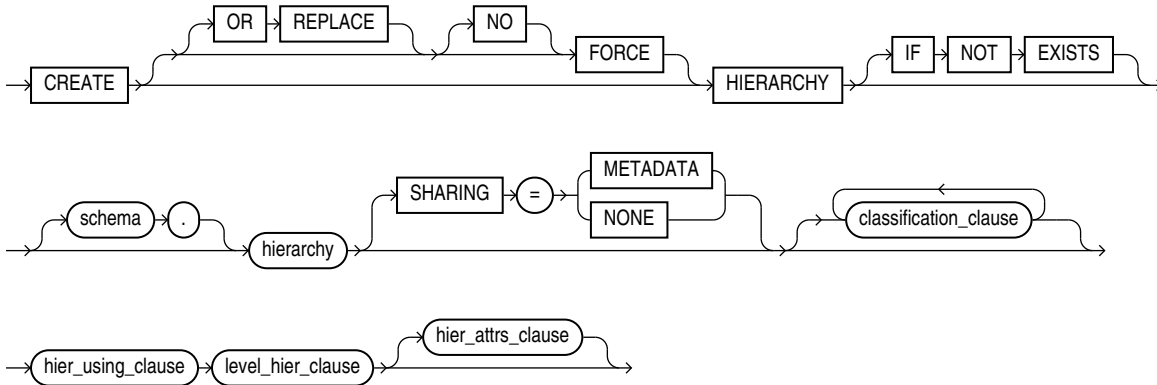 OR REPLACE NO IF NOT EXISTS
CREATE FORCE HIERARCHY
SHARING = METADATA
NONE
schema . hierarchy classification_clause
hier_using_clause level_hier_clause hier_attrs_clause